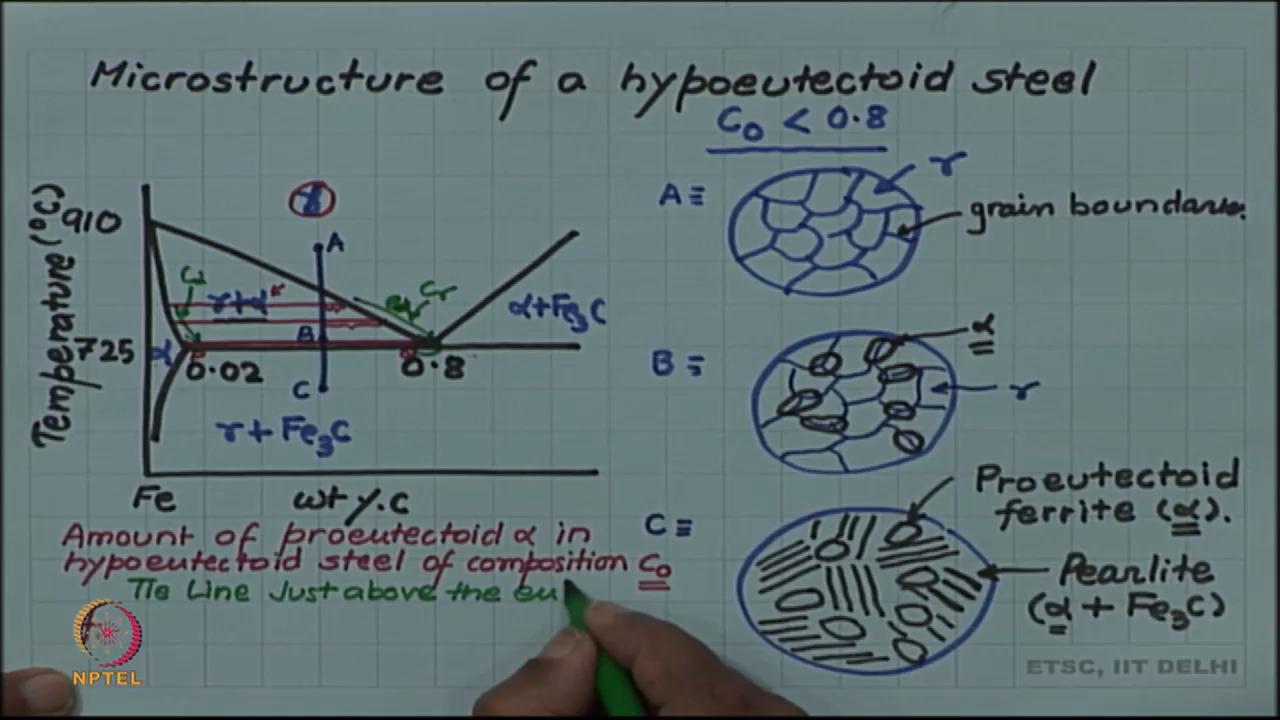 Microstructure of a hypoeutectoid steel
C₀ < 0.8
A ≡
γ
grain boundaries.
Temperature (°C)
910
γ
A
γ+α
Cγ
α+Fe₃C
B
725
α
0.02
0.8
C
γ + Fe₃C
Fe
wt %.C
B ≡
α
γ
C ≡
Proeutectoid
ferrite (α).
Pearlite
(α + Fe₃C)
Amount of proeutectoid α in
hypoeutectoid steel of composition C₀
Tie Line Just above the eu
NPTEL
ETSC, IIT DELHI